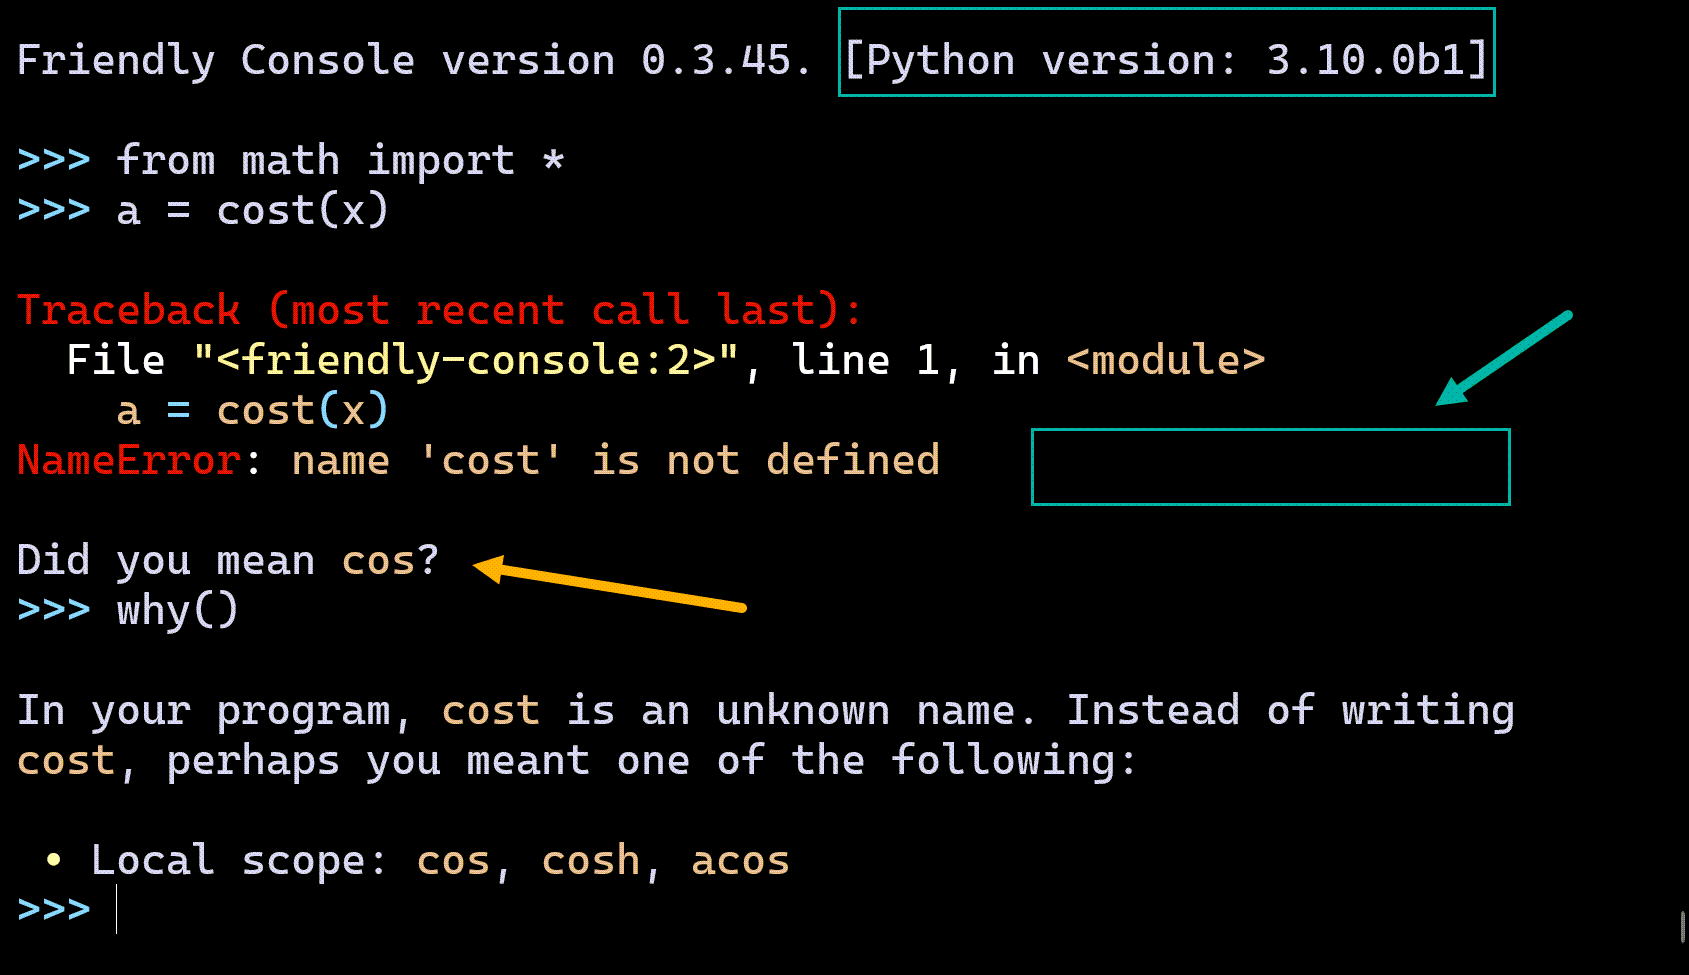 Friendly Console version 0.3.45. [Python version: 3.10.0b1]
>>> from math import *
>>> a = cost(x)
Traceback (most recent call last):
  File "<friendly-console:2>", line 1, in <module>
    a = cost(x)
NameError: name 'cost' is not defined
Did you mean cos?
>>> why()
In your program, cost is an unknown name. Instead of writing
cost, perhaps you meant one of the following:
 • Local scope: cos, cosh, acos
>>>